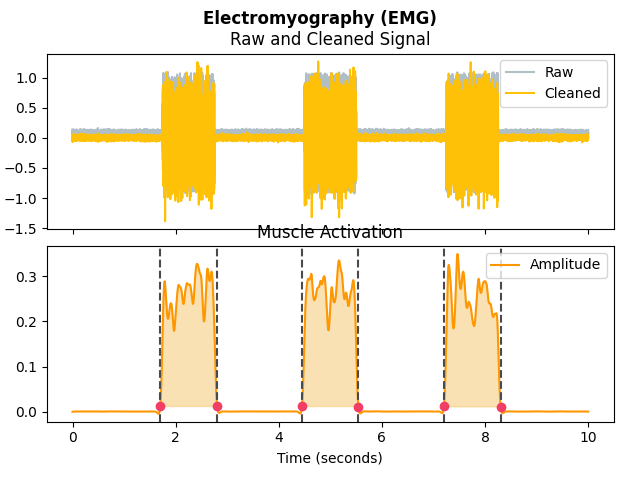 Electromyography (EMG)
Raw and Cleaned Signal
1.0
0.5
0.0
−0.5
−1.0
−1.5
Raw
Cleaned
Muscle Activation
0.3
0.2
0.1
0.0
Amplitude
0 2 4 6 8 10
Time (seconds)